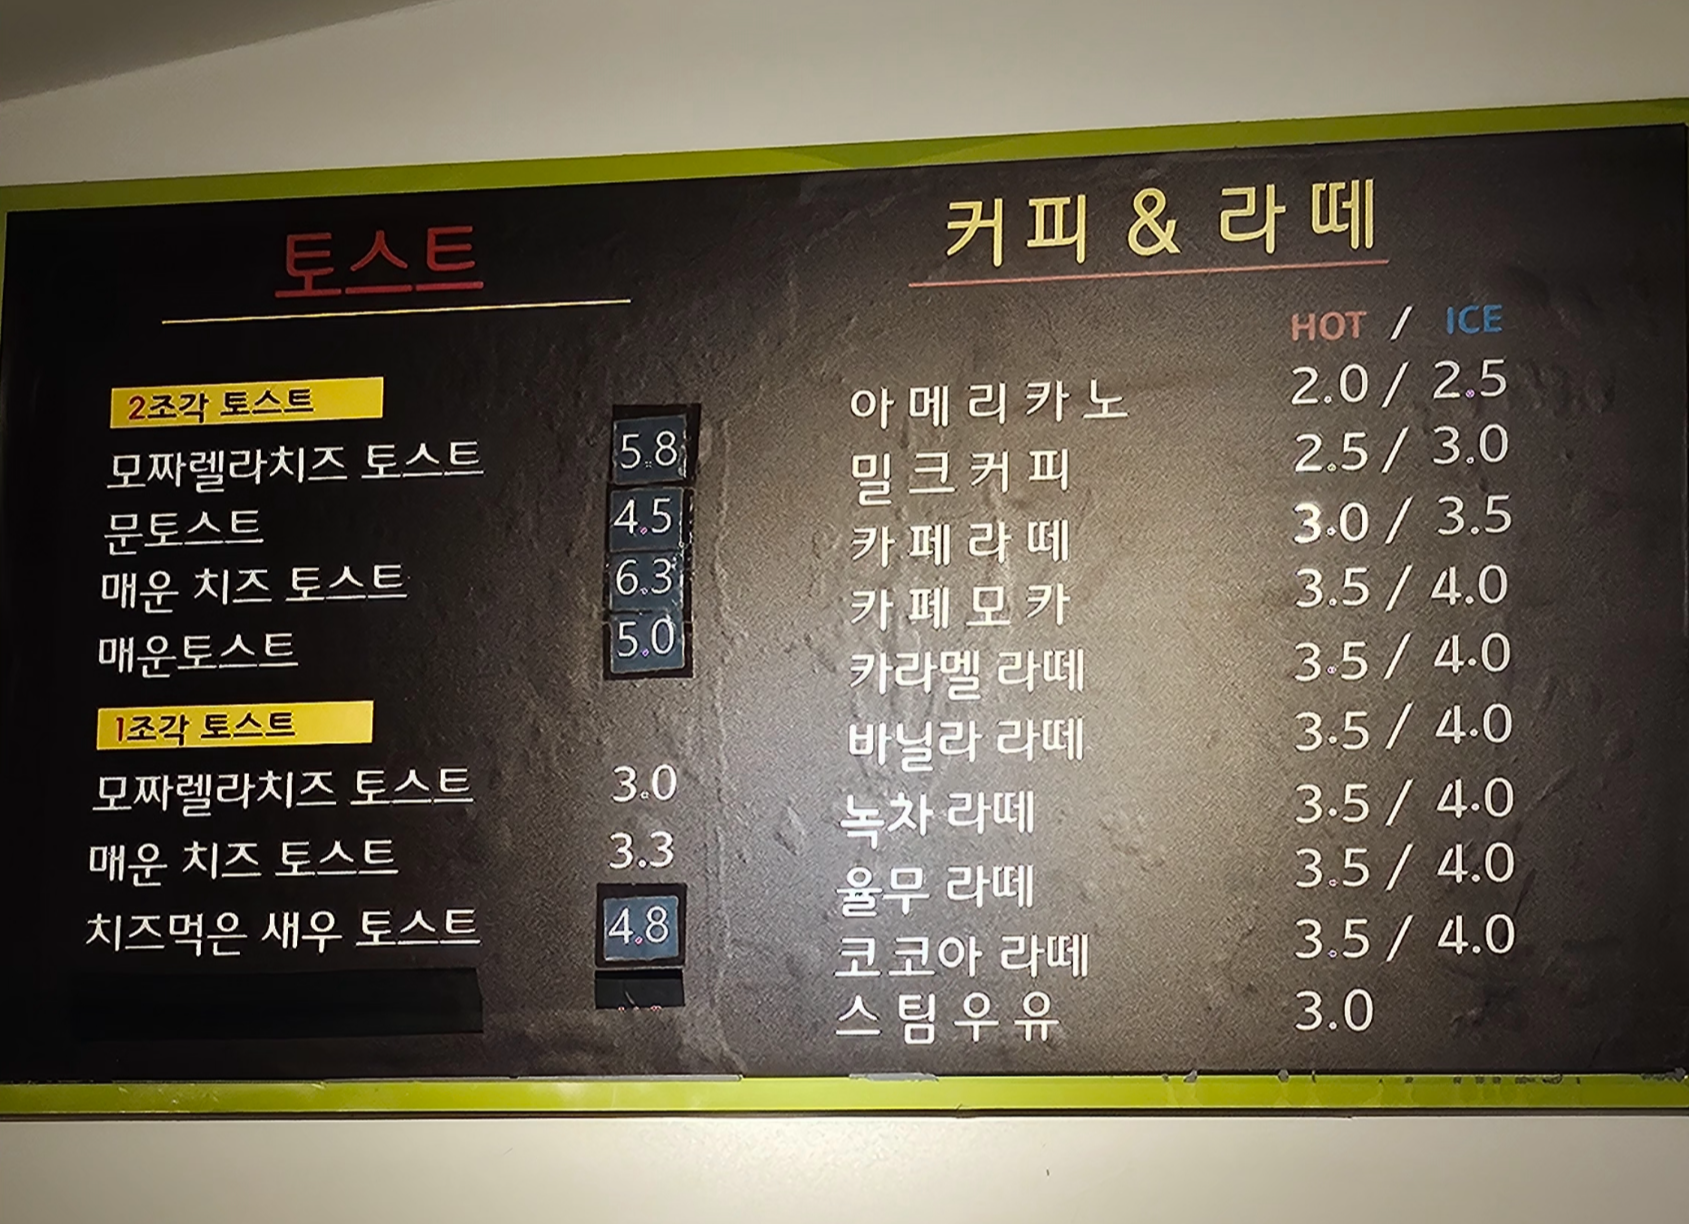 토스트
2조각 토스트
모짜렐라치즈 토스트 5.8
문토스트 4.5
매운 치즈 토스트 6.3
매운토스트 5.0
1조각 토스트
모짜렐라치즈 토스트 3.0
매운 치즈 토스트 3.3
치즈먹은 새우 토스트 4.8
커피 & 라떼
HOT / ICE
아메리카노 2.0 / 2.5
밀크커피 2.5 / 3.0
카페라떼 3.0 / 3.5
카페모카 3.5 / 4.0
카라멜 라떼 3.5 / 4.0
바닐라 라떼 3.5 / 4.0
녹차 라떼 3.5 / 4.0
율무 라떼 3.5 / 4.0
코코아 라떼 3.5 / 4.0
스팀우유 3.0